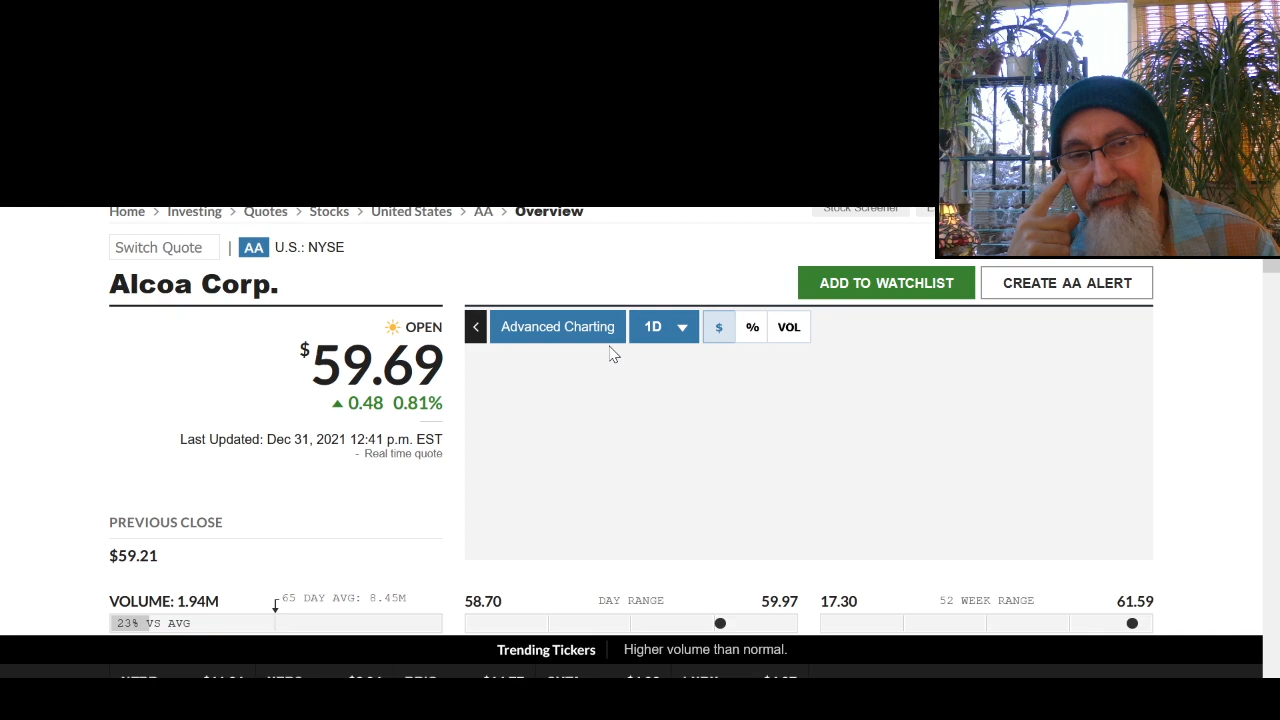 Home > Investing > Quotes > Stocks > United States > AA > Overview
Stock Screener
Switch Quote | AA U.S.: NYSE
Alcoa Corp.
ADD TO WATCHLIST CREATE AA ALERT
OPEN
< Advanced Charting 1D $ % VOL
$59.69
0.48 0.81%
Last Updated: Dec 31, 2021 12:41 p.m. EST
- Real time quote
PREVIOUS CLOSE
$59.21
VOLUME: 1.94M 65 DAY AVG: 8.45M
58.70 DAY RANGE 59.97
17.30 52 WEEK RANGE 61.59
23% VS AVG
Trending Tickers Higher volume than normal.